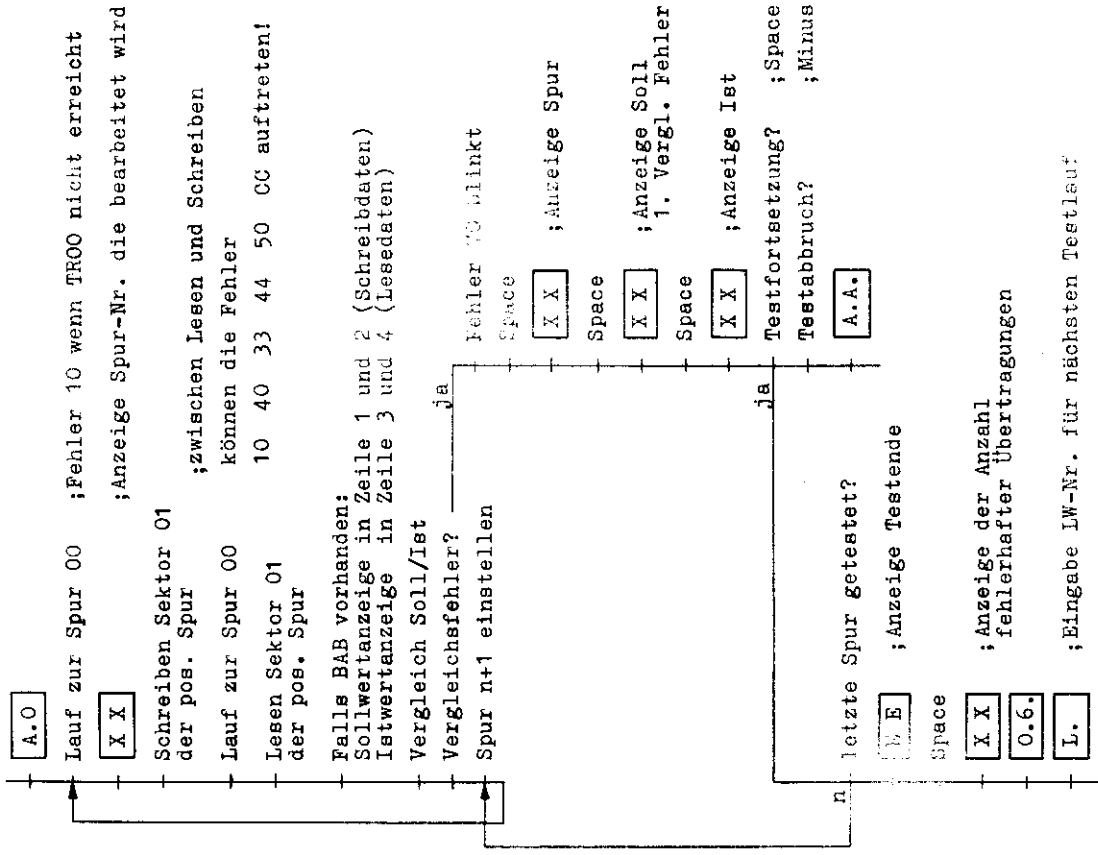 A.O
Lauf zur Spur 00 ;Fehler 10 wenn TR00 nicht erreicht
X X ;Anzeige Spur-Nr. die bearbeitet wird
Schreiben Sektor 01
der pos. Spur
;zwischen Lesen und Schreiben
Lauf zur Spur 00 können die Fehler
10 40 33 44 50 CC auftreten!
Lesen Sektor 01
der pos. Spur
Falls BAB vorhanden:
Sollwertanzeige in Zeile 1 und 2 (Schreibdaten)
Istwertanzeige in Zeile 3 und 4 (Lesedaten)
Vergleich Soll/Ist
Vergleichsfehler? ja
Spur n+1 einstellen
Fehler blinkt
Space
X X ;Anzeige Spur
Space
X X ;Anzeige Soll
1. Vergl. Fehler
Space
X X ;Anzeige Ist
ja Testfortsetzung? ;Space
Testabbruch? ;Minus
A.A.
n letzte Spur getestet?
E ;Anzeige Testende
Space
X X ;Anzeige der Anzahl
fehlerhafter Übertragungen
0.6.
L. ;Eingabe LW-Nr. für nächsten Testlauf